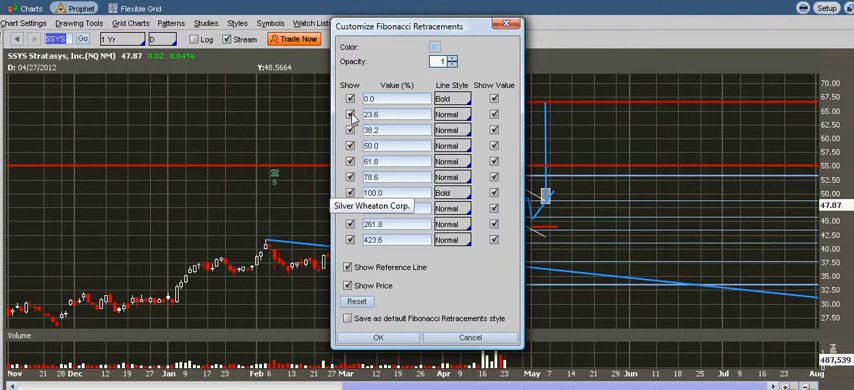 Charts Prophet Flexible Grid Setup
Chart Settings Drawing Tools Grid Charts Patterns Studies Styles Symbols Watch Lis
SSYS Go 1 Yr D Log Stream Trade Now
SSYS Stratasys, Inc.(NQ NM) 47.87 0.02 0.04%
D: 04/27/2012 Y:48.5664
Customize Fibonacci Retracements
Color:
Opacity: 1
Show Value (%) Line Style Show Value
0.0 Bold
23.6 Normal
38.2 Normal
50.0 Normal
61.8 Normal
78.6 Normal
100.0 Bold
Silver Wheaton Corp. Normal
261.8 Normal
423.6 Normal
Show Reference Line
Show Price
Reset
Save as default Fibonacci Retracements style
OK Cancel
70.00
67.50
65.00
62.50
60.00
57.50
55.00
52.50
50.00
47.87
45.00
42.50
40.00
37.50
35.00
32.50
30.00
27.50
$
Volume
487,539
14 21 Dec 12 19 27 Jan 9 17 23 Feb 6 13 21 Mar 12 19 26 Apr 9 16 23 May 7 14 21 Jun 11 18 25 Jul 9 16 23 Aug